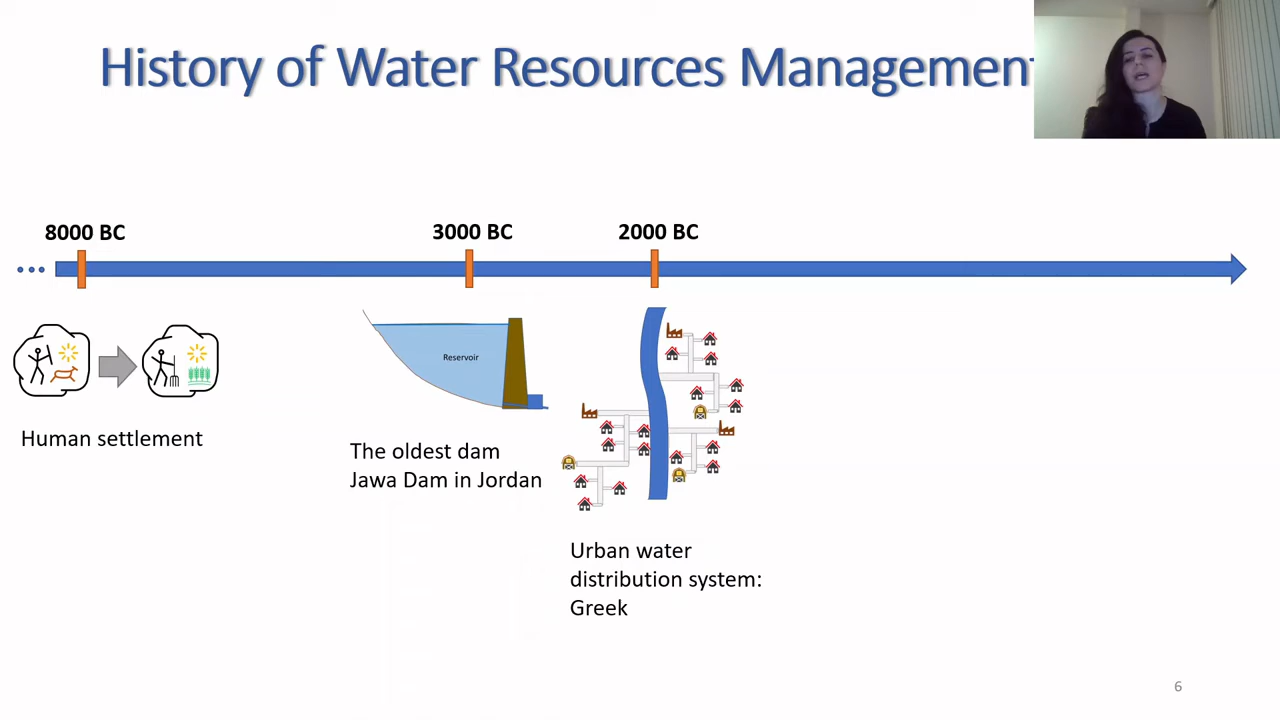 History of Water Resources Management
8000 BC
3000 BC
2000 BC
Reservoir
Human settlement
The oldest dam
Jawa Dam in Jordan
Urban water
distribution system:
Greek
6